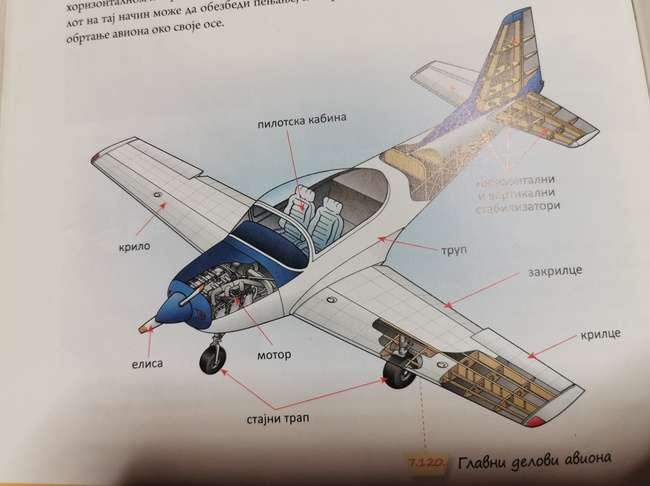 лот на тај начин може да обезбеди пењање,
обртање авиона око своје осе.
пилотска кабина
хоризонтални
и вертикални
стабилизатори
крило
труп
закрилце
крилце
елиса
мотор
стајни трап
7.120. Главни делови авиона